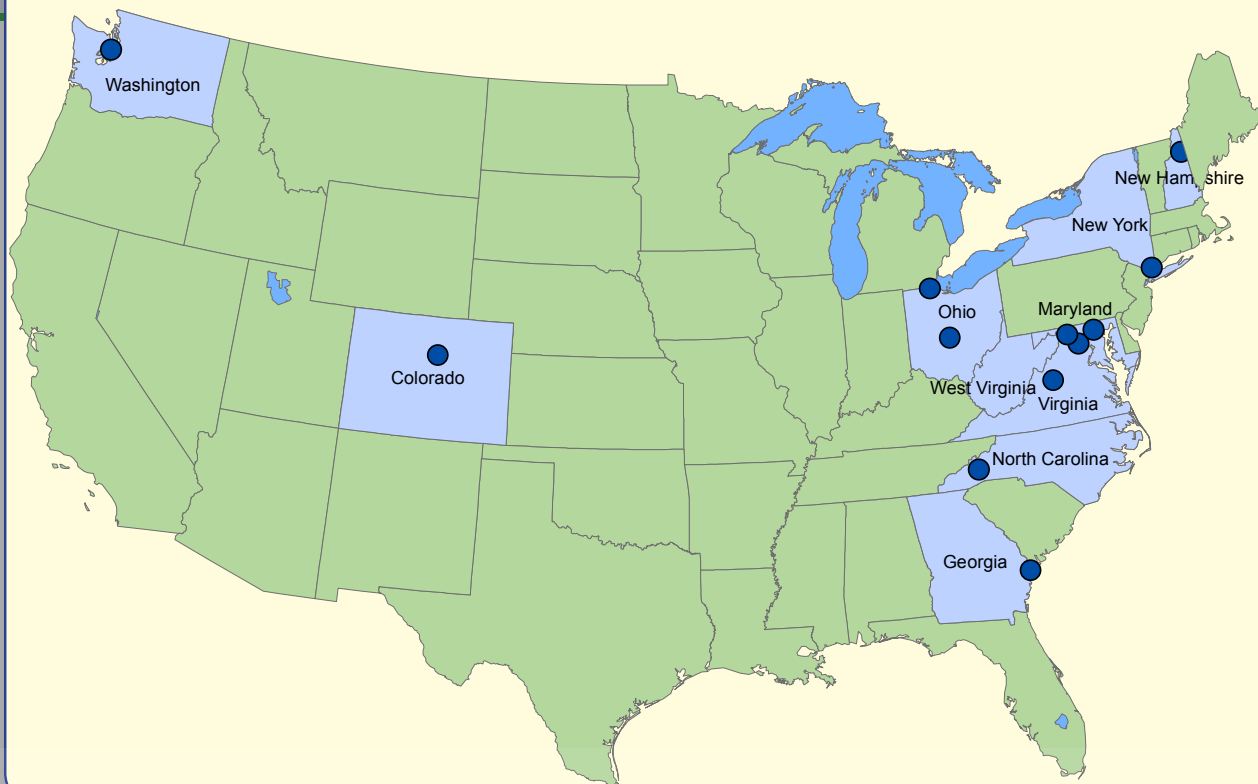 Washington
New Hampshire
New York
Maryland
Ohio
Colorado
West Virginia
Virginia
North Carolina
Georgia